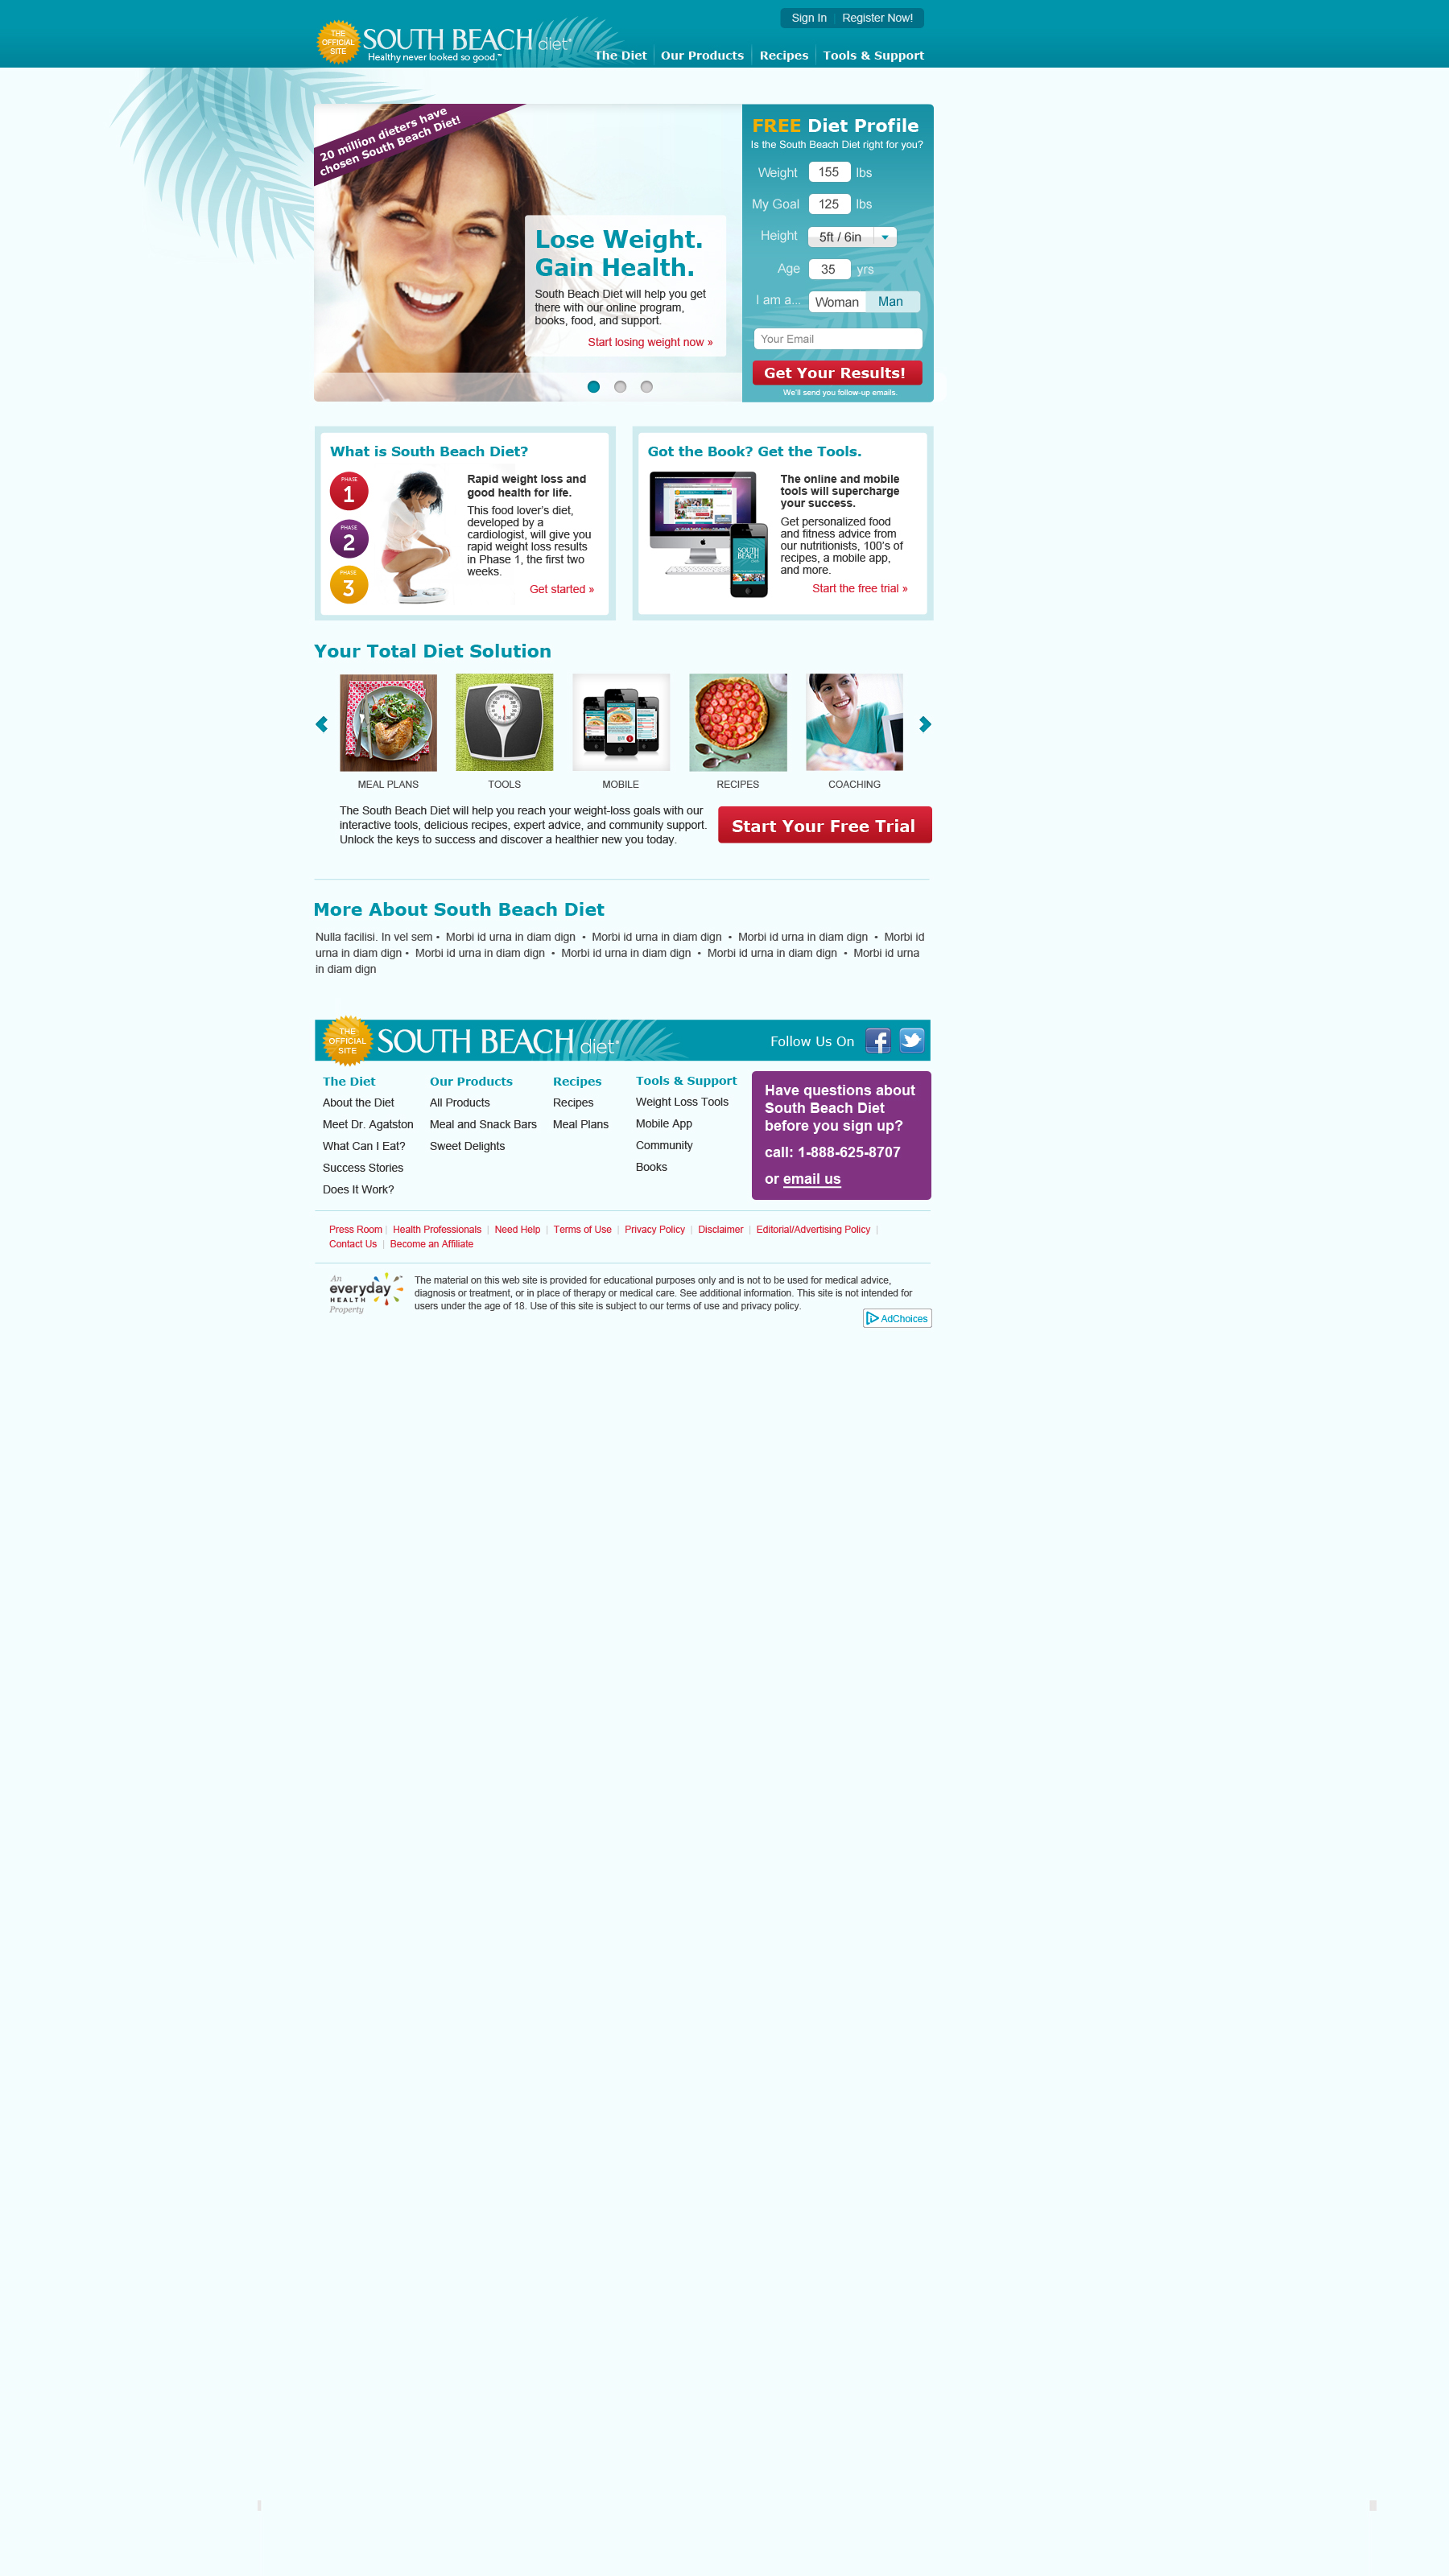 Sign In Register Now!
THE OFFICIAL SITE
SOUTH BEACH diet
Healthy never looked so good.™
The Diet Our Products Recipes Tools & Support
20 million dieters have
chosen South Beach Diet!
Lose Weight.
Gain Health.
South Beach Diet will help you get
there with our online program,
books, food, and support.
Start losing weight now »
FREE Diet Profile
Is the South Beach Diet right for you?
Weight 155 lbs
My Goal 125 lbs
Height 5ft / 6in
Age 35 yrs
I am a... Woman Man
Your Email
Get Your Results!
We'll send you follow-up emails.
What is South Beach Diet?
PHASE 1
PHASE 2
PHASE 3
Rapid weight loss and
good health for life.
This food lover's diet,
developed by a
cardiologist, will give you
rapid weight loss results
in Phase 1, the first two
weeks.
Get started »
Got the Book? Get the Tools.
SOUTH
BEACH
The online and mobile
tools will supercharge
your success.
Get personalized food
and fitness advice from
our nutritionists, 100's of
recipes, a mobile app,
and more.
Start the free trial »
Your Total Diet Solution
MEAL PLANS TOOLS MOBILE RECIPES COACHING
The South Beach Diet will help you reach your weight-loss goals with our
interactive tools, delicious recipes, expert advice, and community support.
Unlock the keys to success and discover a healthier new you today.
Start Your Free Trial
More About South Beach Diet
Nulla facilisi. In vel sem • Morbi id urna in diam dign • Morbi id urna in diam dign • Morbi id urna in diam dign • Morbi id
urna in diam dign • Morbi id urna in diam dign • Morbi id urna in diam dign • Morbi id urna in diam dign • Morbi id urna
in diam dign
THE OFFICIAL SITE
SOUTH BEACH diet
Follow Us On
The Diet
About the Diet
Meet Dr. Agatston
What Can I Eat?
Success Stories
Does It Work?
Our Products
All Products
Meal and Snack Bars
Sweet Delights
Recipes
Recipes
Meal Plans
Tools & Support
Weight Loss Tools
Mobile App
Community
Books
Have questions about
South Beach Diet
before you sign up?
call: 1-888-625-8707
or email us
Press Room | Health Professionals | Need Help | Terms of Use | Privacy Policy | Disclaimer | Editorial/Advertising Policy |
Contact Us | Become an Affiliate
An
everyday
HEALTH
Property
The material on this web site is provided for educational purposes only and is not to be used for medical advice,
diagnosis or treatment, or in place of therapy or medical care. See additional information. This site is not intended for
users under the age of 18. Use of this site is subject to our terms of use and privacy policy.
AdChoices